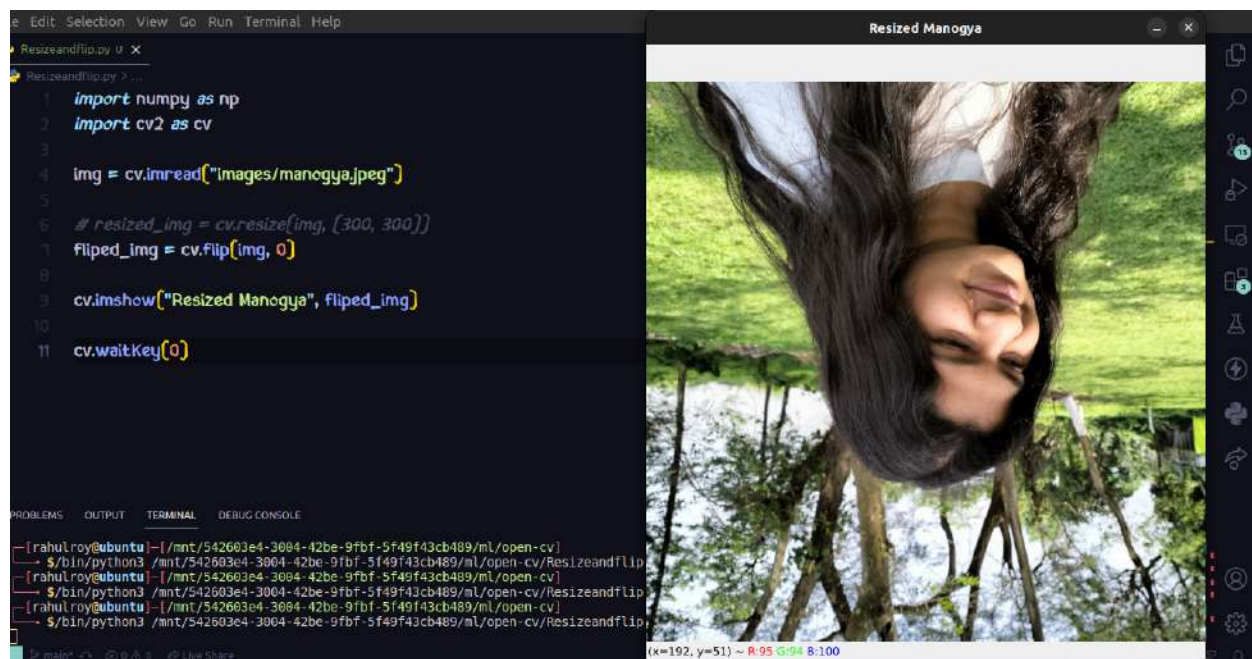 e Edit Selection View Go Run Terminal Help
Resizeandflip.py U X
Resizeandflip.py > ...
1 import numpy as np
2 import cv2 as cv
3
4 img = cv.imread("images/manogya.jpeg")
5
6 # resized_img = cv.resize(img, (300, 300))
7 fliped_img = cv.flip(img, 0)
8
9 cv.imshow("Resized Manogya", fliped_img)
10
11 cv.waitKey(0)
PROBLEMS OUTPUT TERMINAL DEBUG CONSOLE
[rahulroy@ubuntu]-[/mnt/542603e4-3004-42be-9fbf-5f49f43cb489/ml/open-cv]
$/bin/python3 /mnt/542603e4-3004-42be-9fbf-5f49f43cb489/ml/open-cv/Resizeandflip
[rahulroy@ubuntu]-[/mnt/542603e4-3004-42be-9fbf-5f49f43cb489/ml/open-cv]
$/bin/python3 /mnt/542603e4-3004-42be-9fbf-5f49f43cb489/ml/open-cv/Resizeandflip
[rahulroy@ubuntu]-[/mnt/542603e4-3004-42be-9fbf-5f49f43cb489/ml/open-cv]
$/bin/python3 /mnt/542603e4-3004-42be-9fbf-5f49f43cb489/ml/open-cv/Resizeandflip
main* 0 2 Live Share
Resized Manogya
(x=192, y=51) ~ R:95 G:94 B:100
15
3